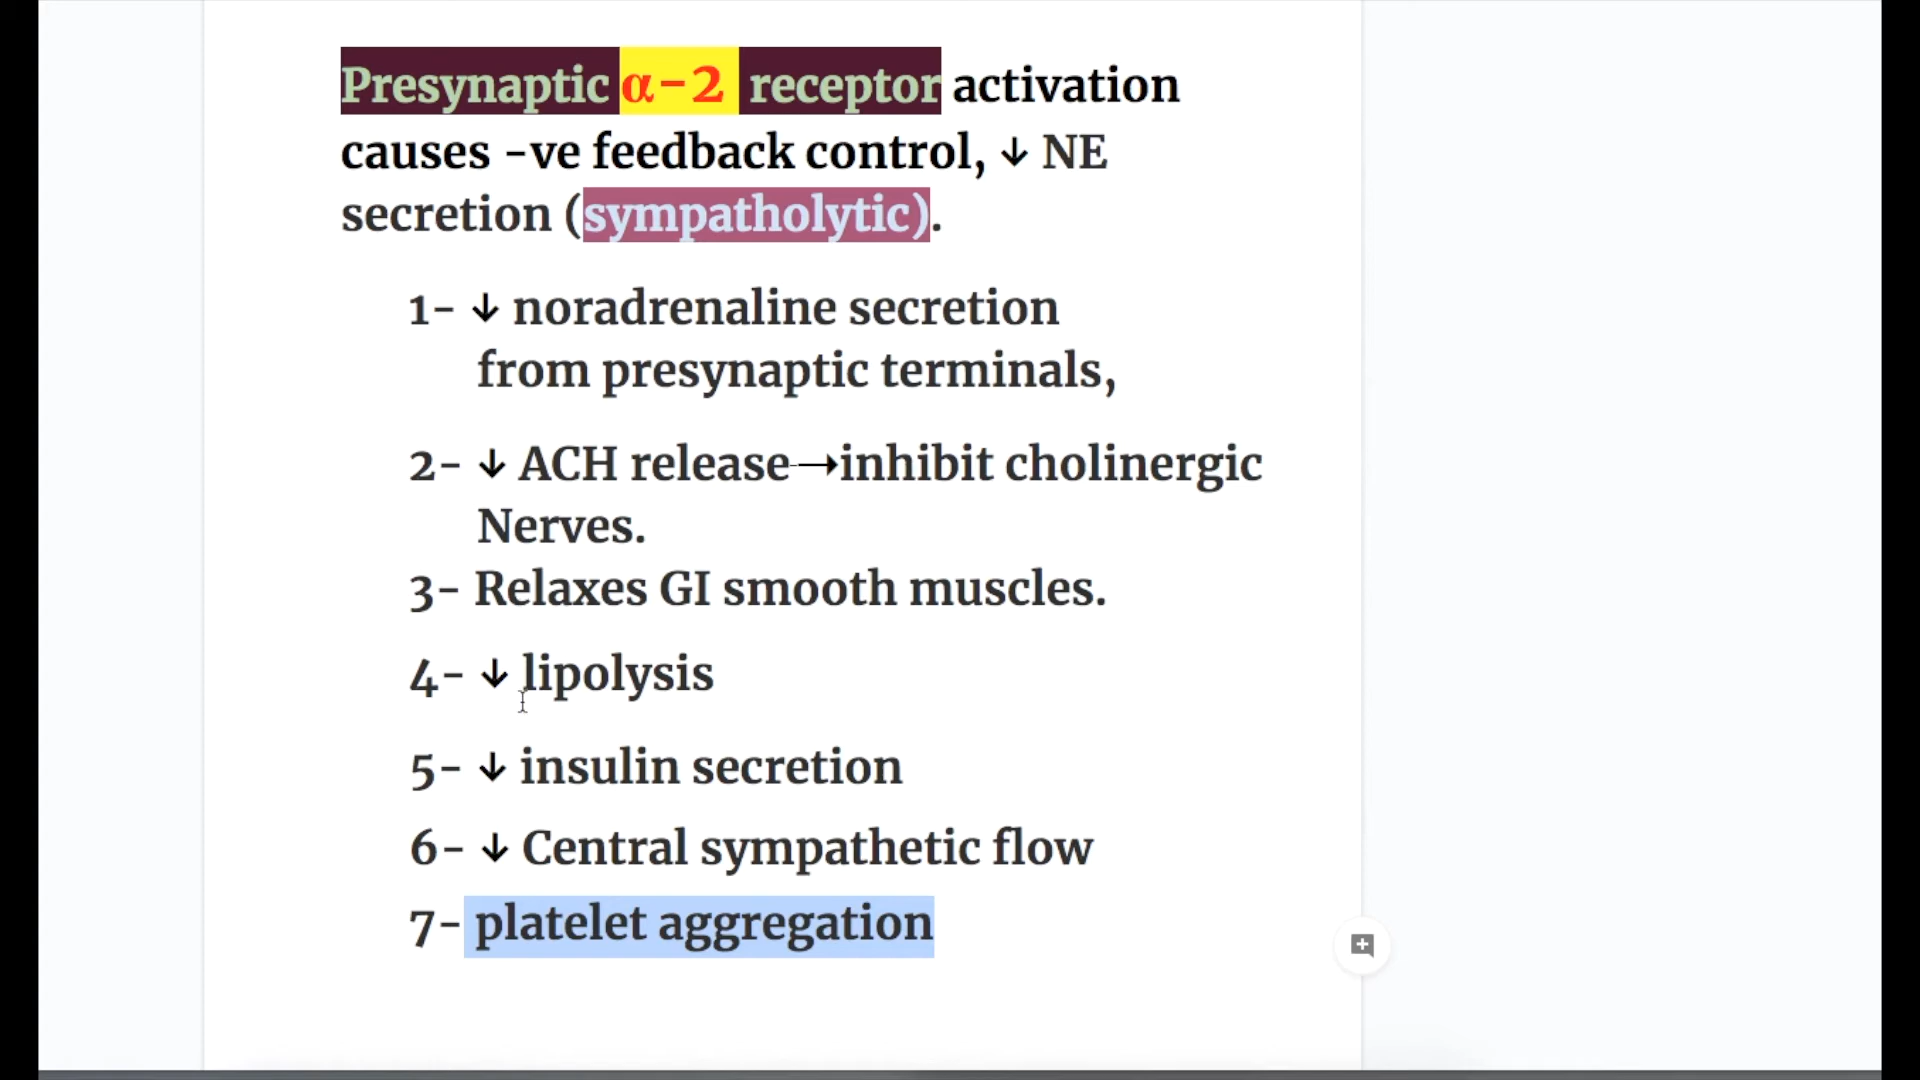 Presynaptic α-2 receptor activation
causes -ve feedback control, ↓ NE
secretion (sympatholytic).
1- ↓ noradrenaline secretion
from presynaptic terminals,
2- ↓ ACH release→inhibit cholinergic
Nerves.
3- Relaxes GI smooth muscles.
4- ↓ lipolysis
5- ↓ insulin secretion
6- ↓ Central sympathetic flow
7- platelet aggregation